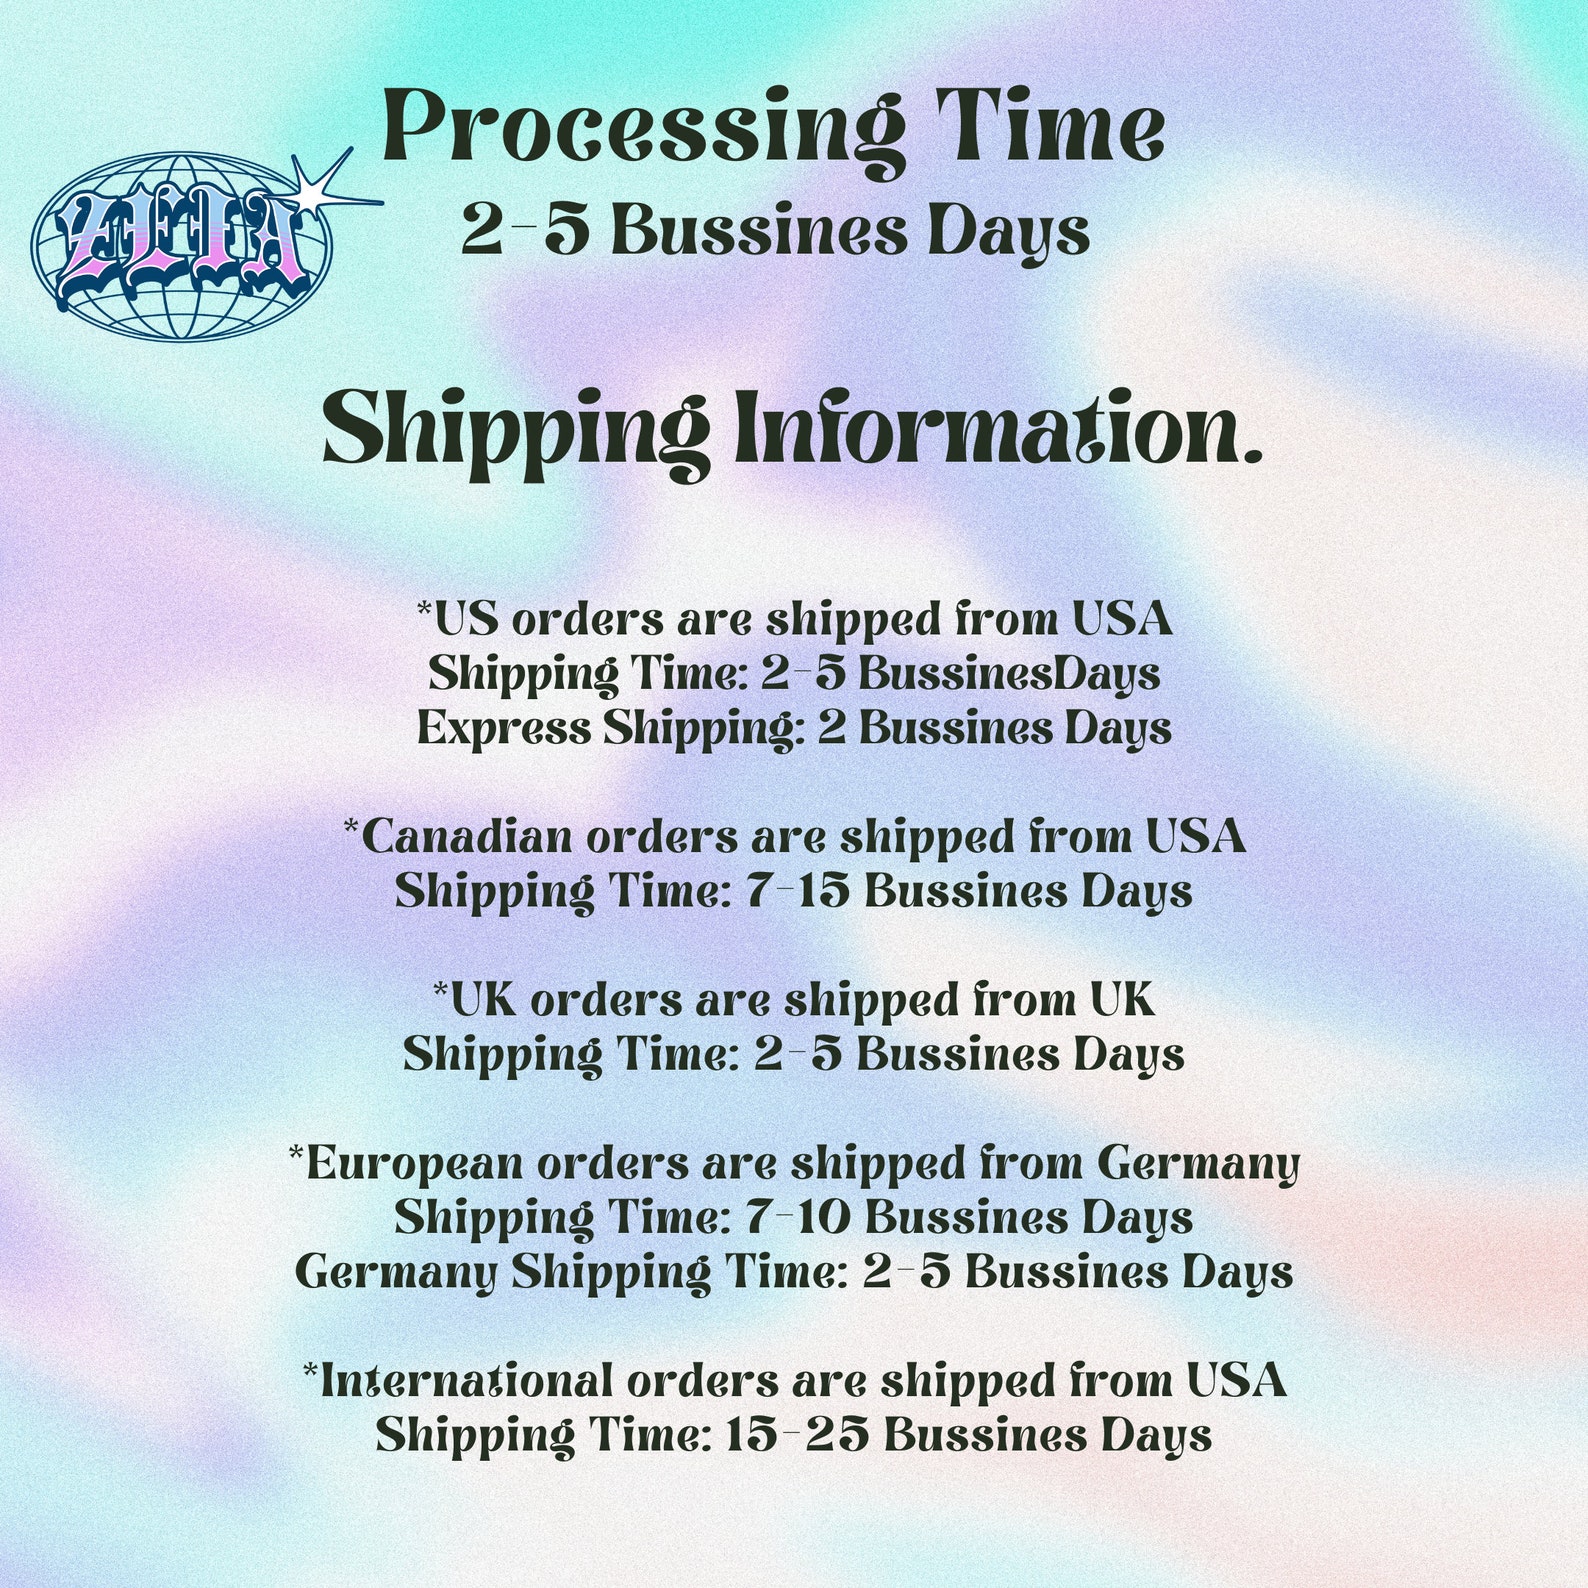 Processing Time
2-5 Bussines Days
ZEIA
Shipping Information.
*US orders are shipped from USA
Shipping Time: 2-5 BussinesDays
Express Shipping: 2 Bussines Days
*Canadian orders are shipped from USA
Shipping Time: 7-15 Bussines Days
*UK orders are shipped from UK
Shipping Time: 2-5 Bussines Days
*European orders are shipped from Germany
Shipping Time: 7-10 Bussines Days
Germany Shipping Time: 2-5 Bussines Days
*International orders are shipped from USA
Shipping Time: 15-25 Bussines Days